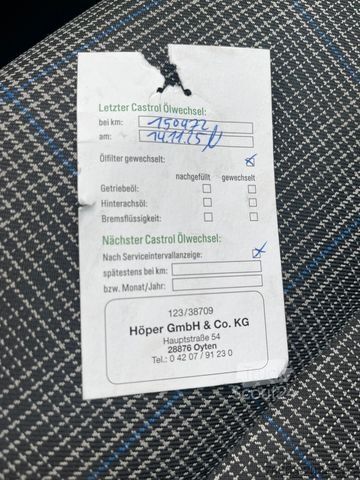 Letzter Castrol Ölwechsel:
bei km: 150472
am: 14.11.25
Ölfilter gewechselt:
nachgefüllt gewechselt
Getriebeöl:
Hinterachsöl:
Bremsflüssigkeit:
Nächster Castrol Ölwechsel:
Nach Serviceintervallanzeige:
spätestens bei km:
bzw. Monat/Jahr:
123/38709
Höper GmbH & Co. KG
Hauptstraße 54
28876 Oyten
Tel.: 0 42 07 / 91 23 0